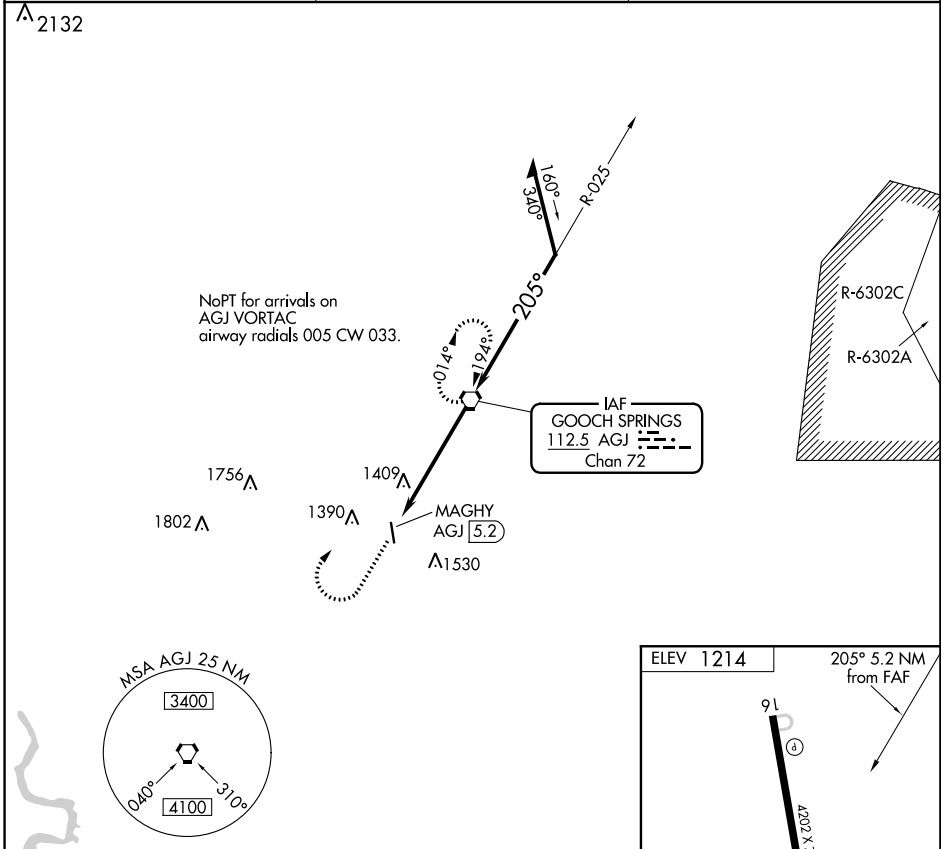 2132
160°
340°
R-025
205°
NoPT for arrivals on
AGJ VORTAC
airway radials 005 CW 033.
014°
194°
R-6302C
R-6302A
IAF
GOOCH SPRINGS
112.5 AGJ
Chan 72
1756
1409
1802
1390
MAGHY
AGJ 5.2
1530
MSA AGJ 25 NM
3400
040°
310°
4100
ELEV 1214
205° 5.2 NM
from FAF
16
P
4202 X